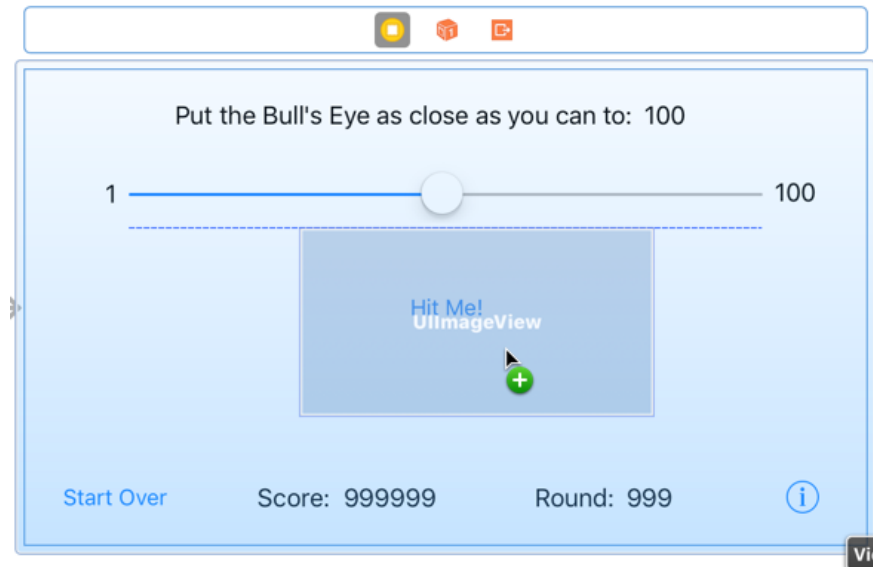 Put the Bull's Eye as close as you can to: 100
1 100
Hit Me!
UIImageView
Start Over Score: 999999 Round: 999